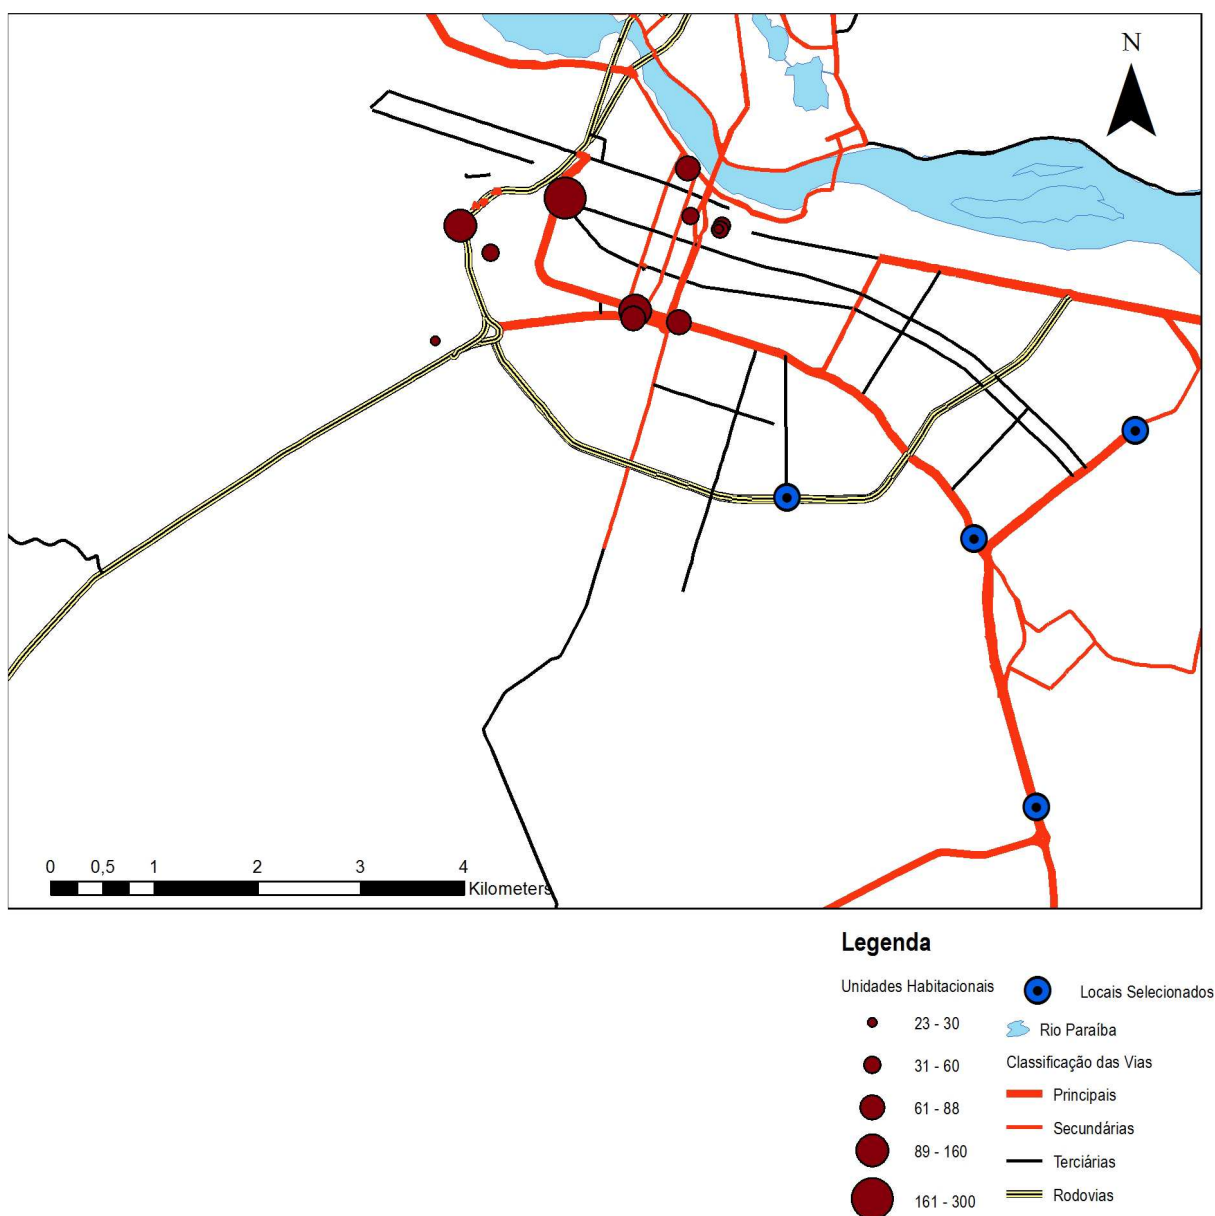 N
0 0,5 1 2 3 4
Kilometers
Legenda
Unidades Habitacionais
23 - 30
31 - 60
61 - 88
89 - 160
161 - 300
Locais Selecionados
Rio Paraíba
Classificação das Vias
Principais
Secundárias
Terciárias
Rodovias